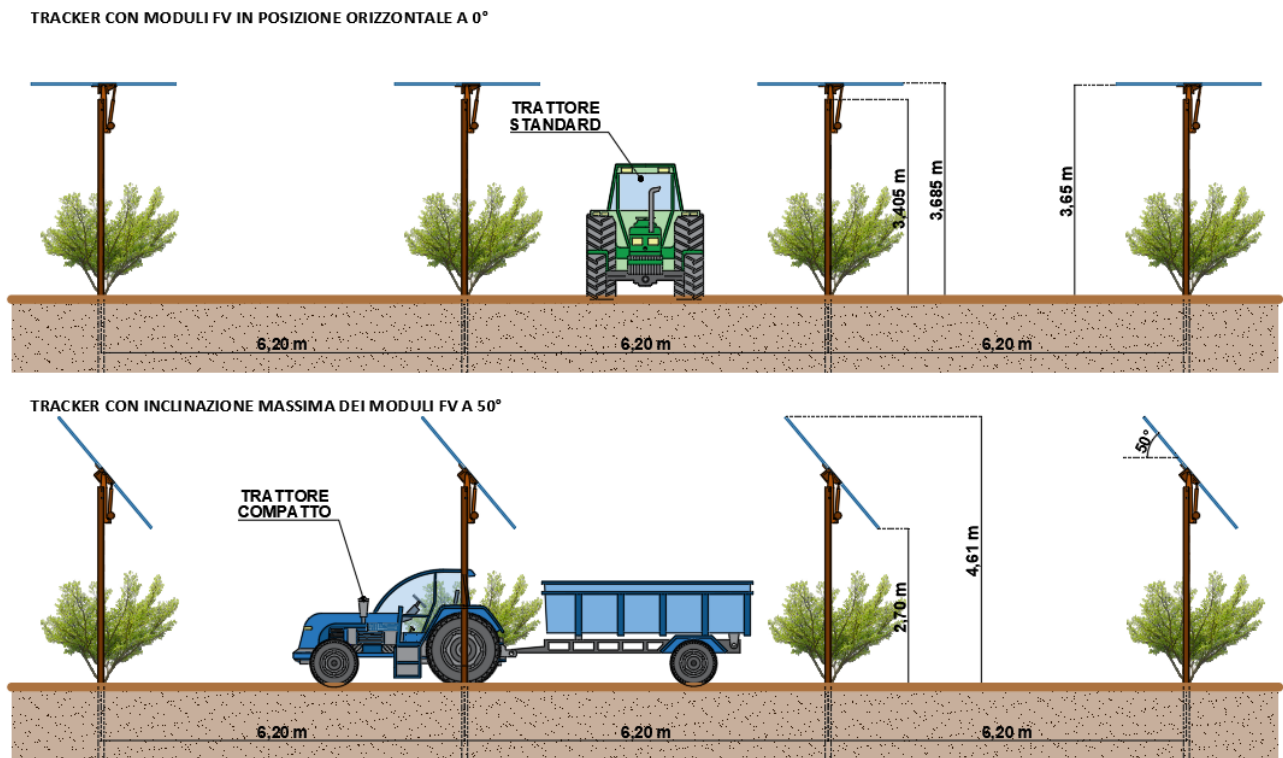 TRACKER CON MODULI FV IN POSIZIONE ORIZZONTALE A 0°
TRATTORE
STANDARD
3,405 m
3,685 m
3,65 m
6,20 m
6,20 m
6,20 m
TRACKER CON INCLINAZIONE MASSIMA DEI MODULI FV A 50°
50°
TRATTORE
COMPATTO
4,61 m
2,70 m
6,20 m
6,20 m
6,20 m